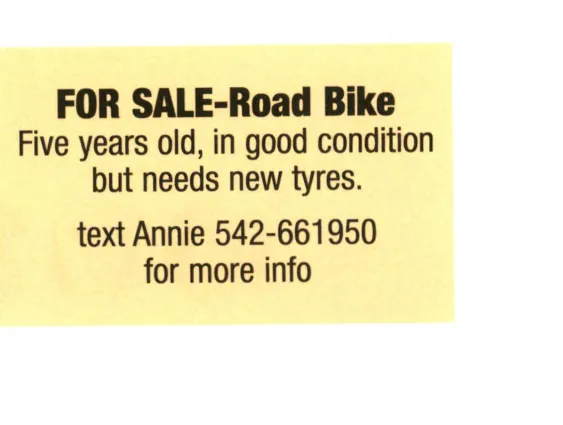 FOR SALE-Road Bike
Five years old, in good condition
but needs new tyres.
text Annie 542-661950
for more info